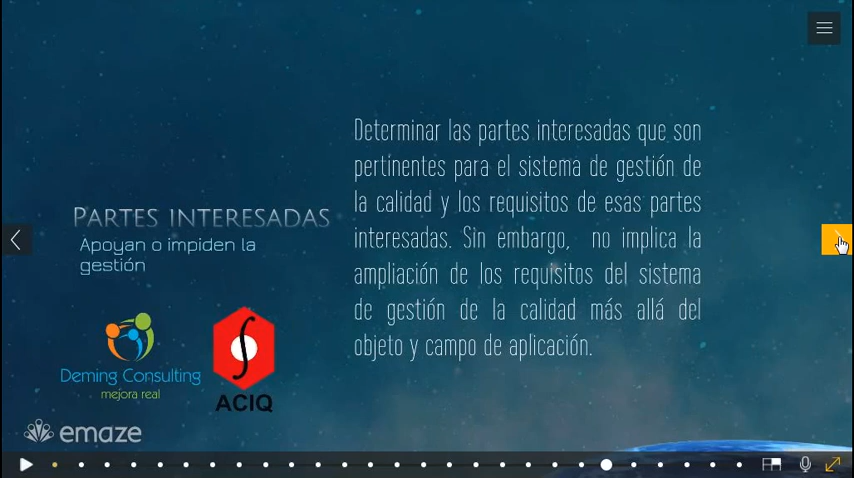 Determinar las partes interesadas que son
pertinentes para el sistema de gestión de
la calidad y los requisitos de esas partes
interesadas. Sin embargo, no implica la
ampliación de los requisitos del sistema
de gestión de la calidad más allá del
objeto y campo de aplicación.
PARTES INTERESADAS
Apoyan o impiden la
gestión
Deming Consulting
mejora real
ACIQ
emaze